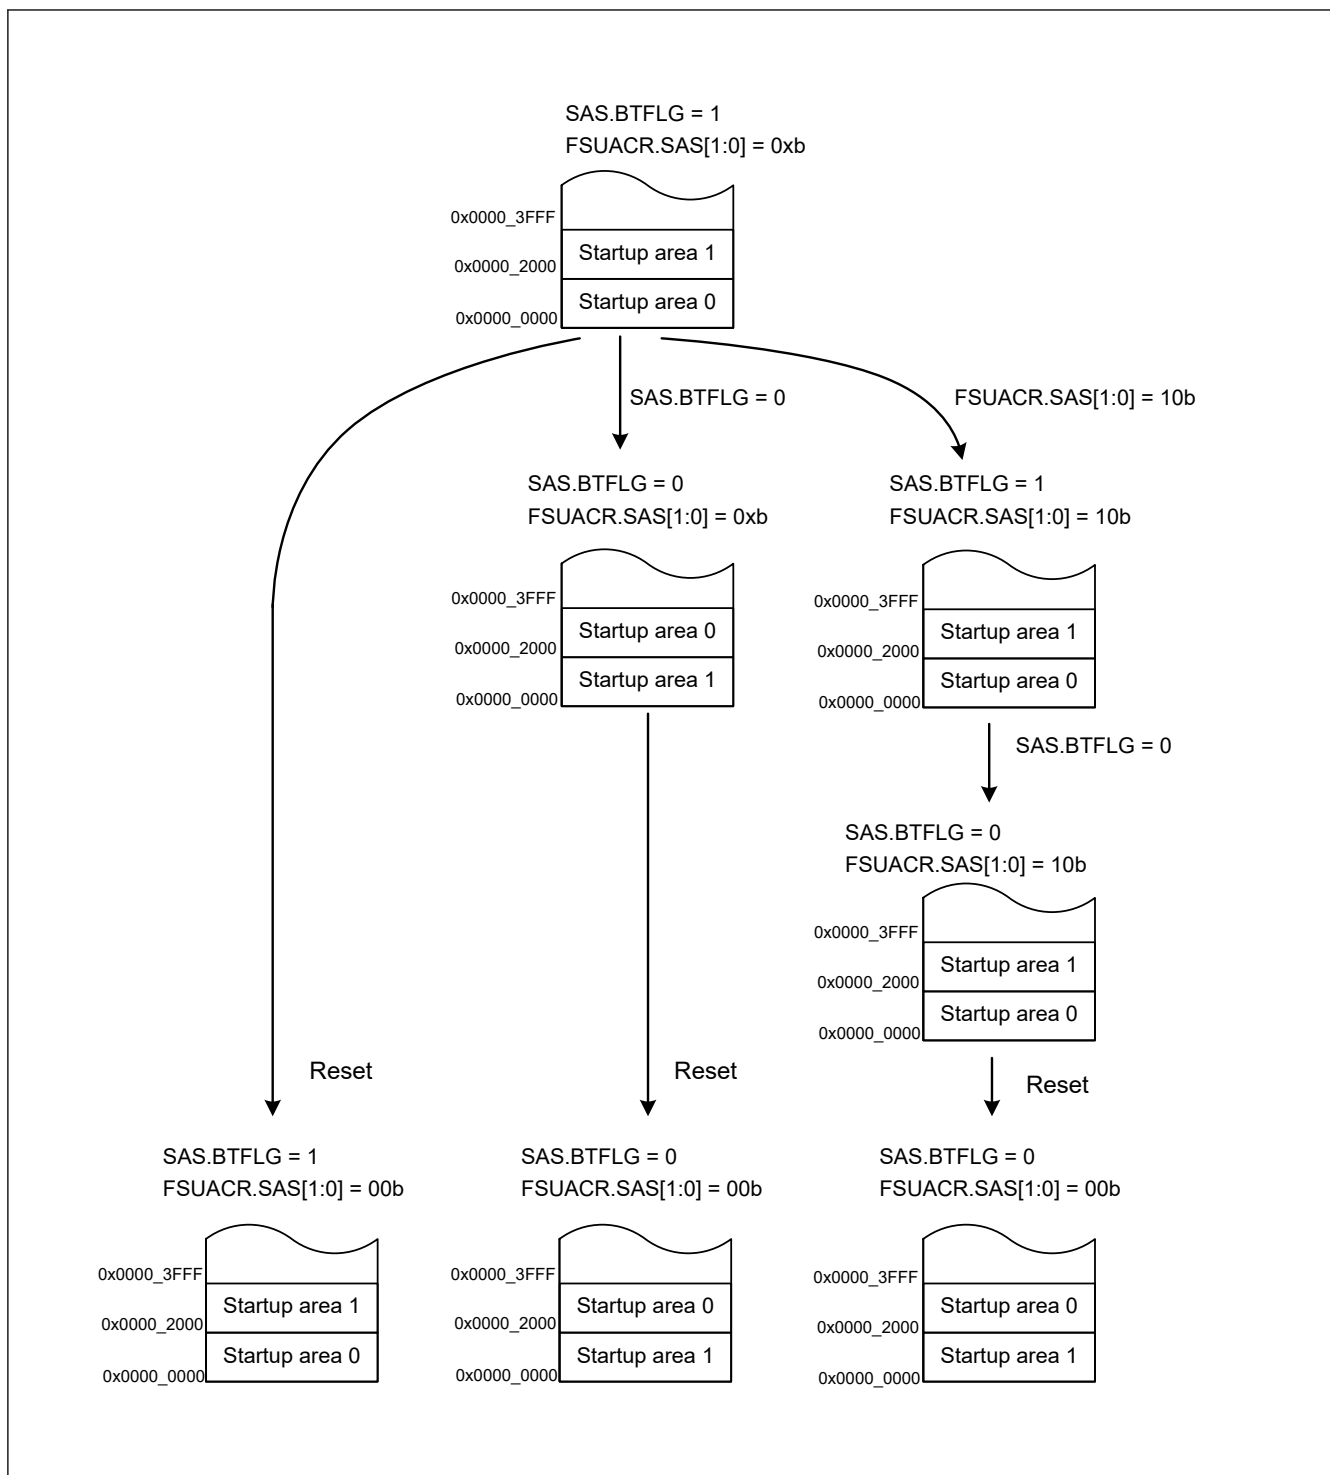 SAS.BTFLG = 1
FSUACR.SAS[1:0] = 0xb
0x0000_3FFF
Startup area 1
0x0000_2000
Startup area 0
0x0000_0000
SAS.BTFLG = 0
FSUACR.SAS[1:0] = 10b
SAS.BTFLG = 0
FSUACR.SAS[1:0] = 0xb
0x0000_3FFF
Startup area 0
0x0000_2000
Startup area 1
0x0000_0000
SAS.BTFLG = 1
FSUACR.SAS[1:0] = 10b
0x0000_3FFF
Startup area 1
0x0000_2000
Startup area 0
0x0000_0000
SAS.BTFLG = 0
SAS.BTFLG = 0
FSUACR.SAS[1:0] = 10b
0x0000_3FFF
Startup area 1
0x0000_2000
Startup area 0
0x0000_0000
Reset
Reset
Reset
SAS.BTFLG = 1
FSUACR.SAS[1:0] = 00b
0x0000_3FFF
Startup area 1
0x0000_2000
Startup area 0
0x0000_0000
SAS.BTFLG = 0
FSUACR.SAS[1:0] = 00b
0x0000_3FFF
Startup area 0
0x0000_2000
Startup area 1
0x0000_0000
SAS.BTFLG = 0
FSUACR.SAS[1:0] = 00b
0x0000_3FFF
Startup area 0
0x0000_2000
Startup area 1
0x0000_0000